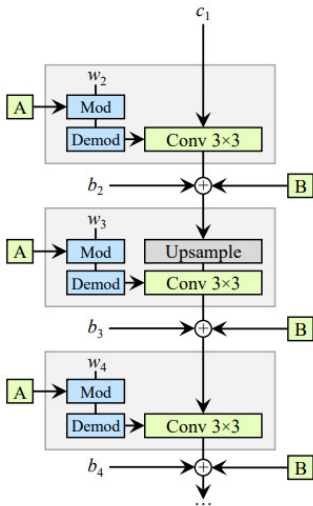 c1
w2
A Mod
Demod Conv 3×3
b2 + B
w3
A Mod Upsample
Demod Conv 3×3
b3 + B
w4
A Mod
Demod Conv 3×3
b4 + B
...